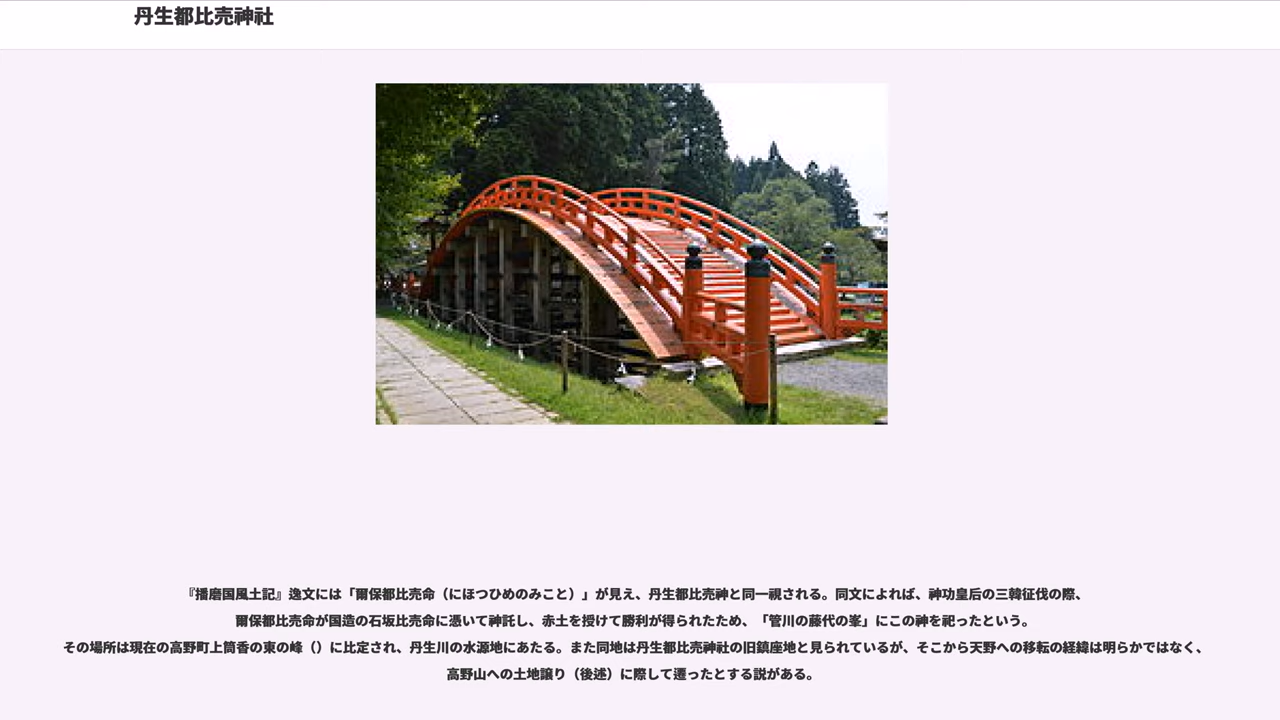 丹生都比売神社
『播磨国風土記』逸文には「爾保都比売命（にほつひめのみこと）」が見え、丹生都比売神と同一視される。同文によれば、神功皇后の三韓征伐の際、
爾保都比売命が国造の石坂比売命に憑いて神託し、赤土を授けて勝利が得られたため、「管川の藤代の峯」にこの神を祀ったという。
その場所は現在の高野町上筒香の東の峰（）に比定され、丹生川の水源地にあたる。また同地は丹生都比売神社の旧鎮座地と見られているが、そこから天野への移転の経緯は明らかではなく、
高野山への土地譲り（後述）に際して遷ったとする説がある。